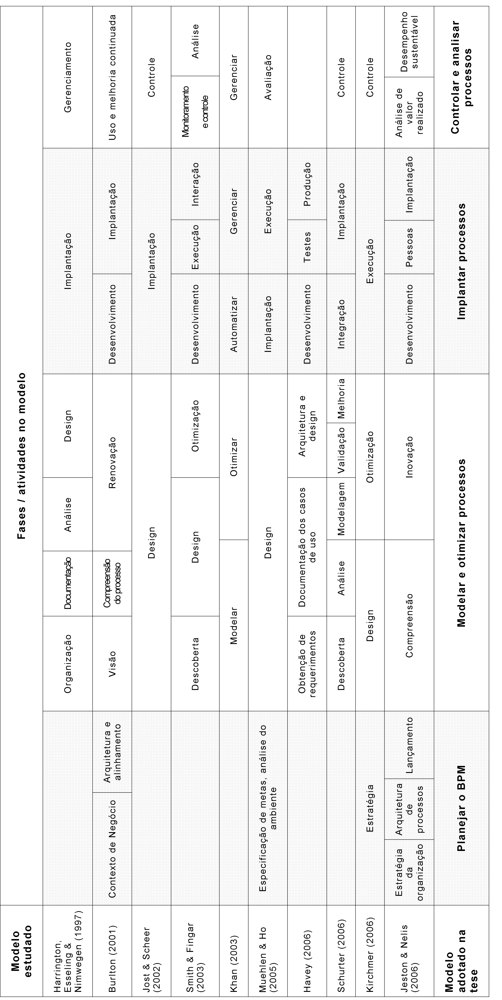 Modelo
estudado
Fases / atividades no modelo
Harrington,
Esseling &
Nimwegen (1997)
Organização
Documentação
Análise
Design
Implantação
Gerenciamento
Burlton (2001)
Contexto de Negócio
Arquitetura e
alinhamento
Visão
Compreensão
do processo
Renovação
Desenvolvimento
Implantação
Uso e melhoria continuada
Jost & Scheer
(2002)
Design
Implantação
Controle
Smith & Fingar
(2003)
Descoberta
Design
Otimização
Desenvolvimento
Execução
Interação
Monitoramento
e controle
Análise
Khan (2003)
Modelar
Otimizar
Automatizar
Gerenciar
Gerenciar
Muehlen & Ho
(2005)
Especificação de metas, análise do
ambiente
Design
Implantação
Execução
Avaliação
Havey (2006)
Obtenção de
requerimentos
Documentação dos casos
de uso
Arquitetura e
design
Desenvolvimento
Testes
Produção
Schurter (2006)
Descoberta
Análise
Modelagem
Validação
Melhoria
Integração
Implantação
Controle
Kirchmer (2006)
Estratégia
Design
Otimização
Execução
Controle
Jeston & Nelis
(2006)
Estratégia
da
organização
Arquitetura
de
processos
Lançamento
Compreensão
Inovação
Desenvolvimento
Pessoas
Implantação
Análise de
valor
realizado
Desempenho
sustentável
Modelo
adotado na
tese
Planejar o BPM
Modelar e otimizar processos
Implantar processos
Controlar e analisar
processos